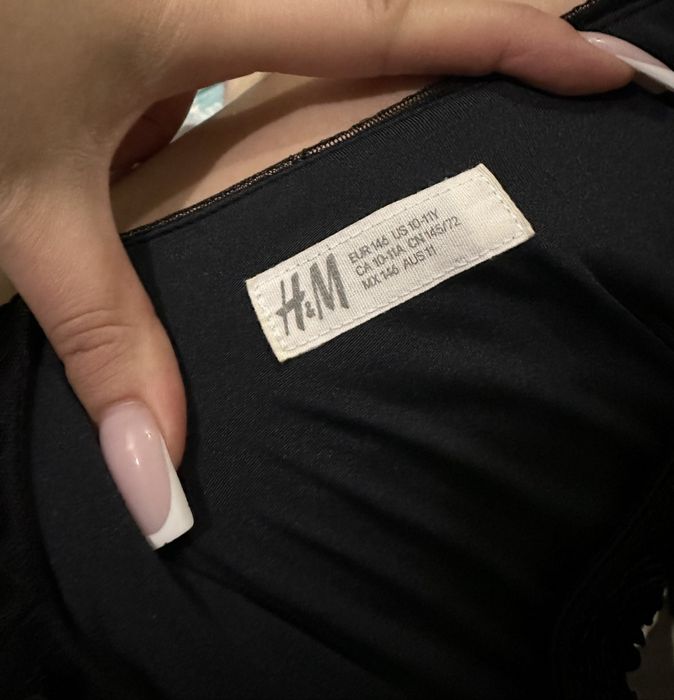 H&M
EUR 146 US 10-11Y
CA 10-11A CN 145/72
MX 146 AUS 11